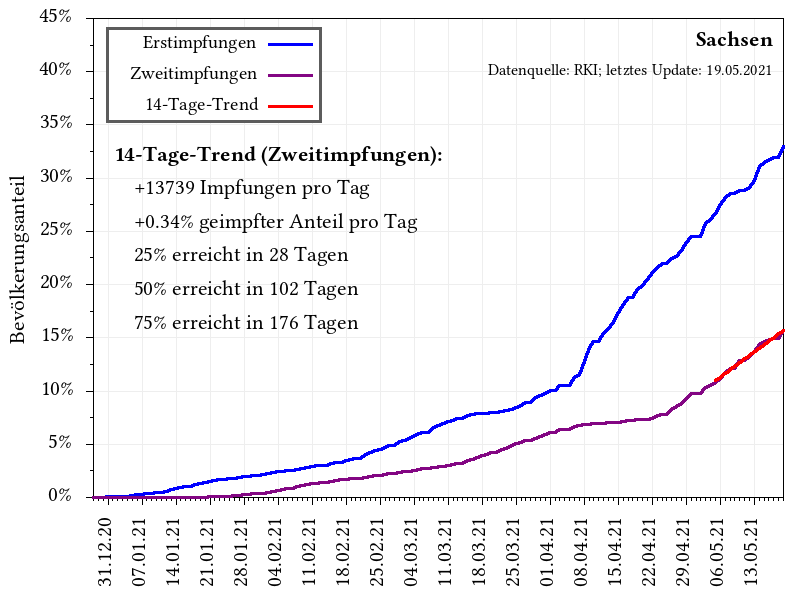 Sachsen
Datenquelle: RKI; letztes Update: 19.05.2021
Erstimpfungen
Zweitimpfungen
14-Tage-Trend
14-Tage-Trend (Zweitimpfungen):
+13739 Impfungen pro Tag
+0.34% geimpfter Anteil pro Tag
25% erreicht in 28 Tagen
50% erreicht in 102 Tagen
75% erreicht in 176 Tagen
Bevölkerungsanteil
45%
40%
35%
30%
25%
20%
15%
10%
5%
0%
31.12.20
07.01.21
14.01.21
21.01.21
28.01.21
04.02.21
11.02.21
18.02.21
25.02.21
04.03.21
11.03.21
18.03.21
25.03.21
01.04.21
08.04.21
15.04.21
22.04.21
29.04.21
06.05.21
13.05.21